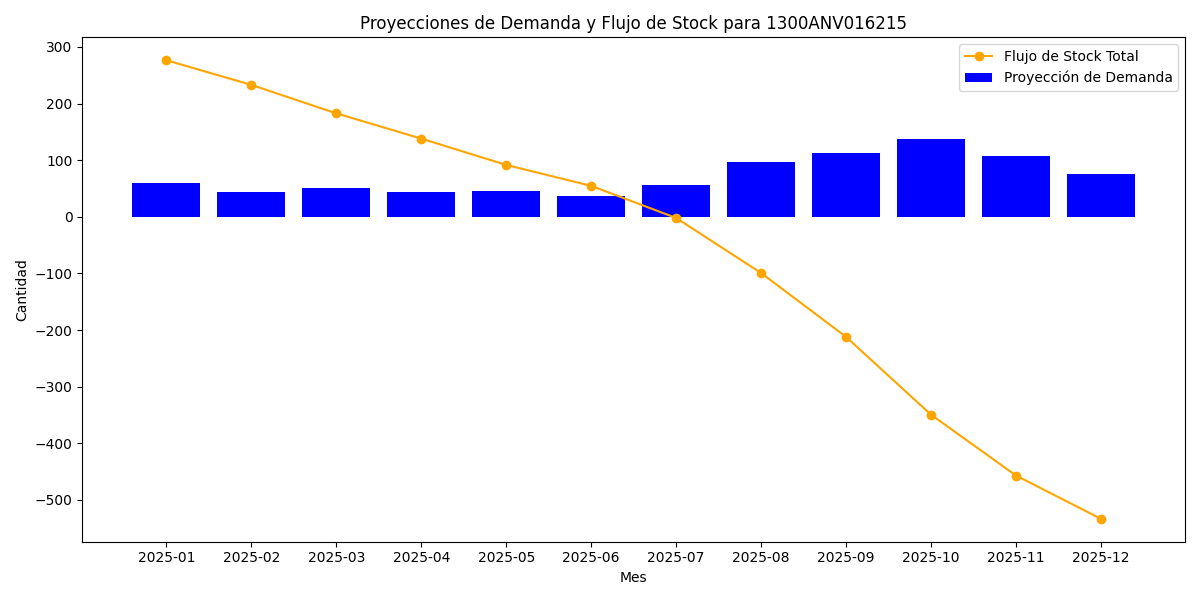 Proyecciones de Demanda y Flujo de Stock para 1300ANV016215
Flujo de Stock Total
Proyección de Demanda
Cantidad
300
200
100
0
−100
−200
−300
−400
−500
2025-01 2025-02 2025-03 2025-04 2025-05 2025-06 2025-07 2025-08 2025-09 2025-10 2025-11 2025-12
Mes